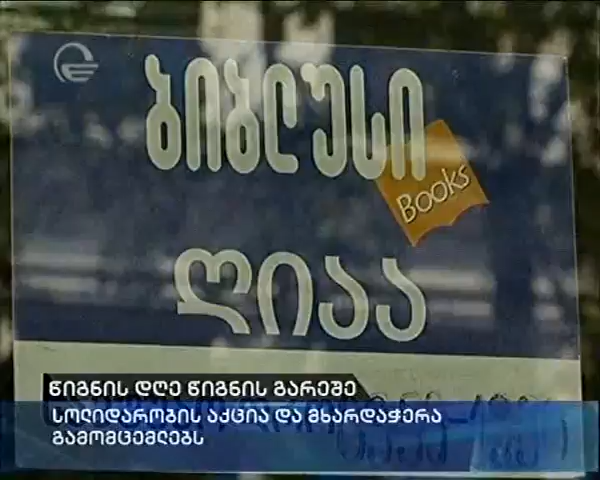 ბიბლუსი
Books
ღიაა
წიგნის დღე წიგნის გარეშე
სოლიდარობის აქცია და მხარდაჭერა
გამომცემლებს